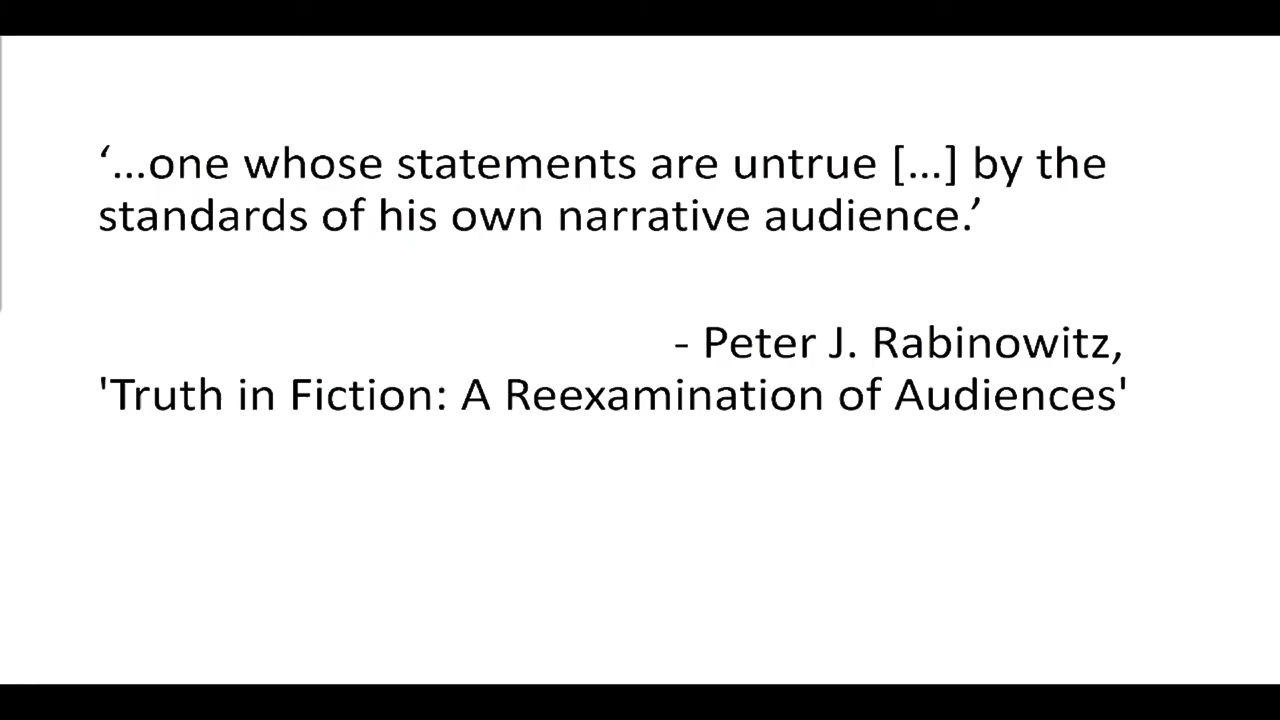 ‘...one whose statements are untrue [...] by the
standards of his own narrative audience.’
- Peter J. Rabinowitz,
'Truth in Fiction: A Reexamination of Audiences'